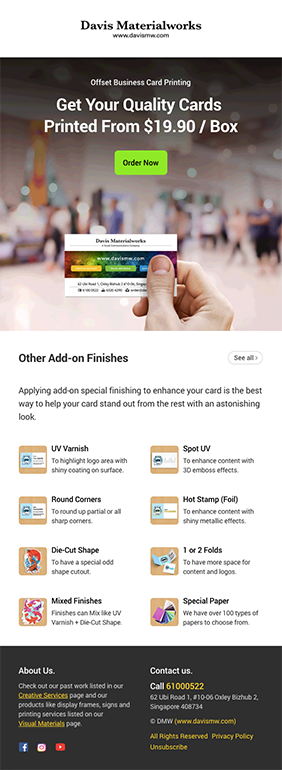 Davis Materialworks
www.davismw.com
Offset Business Card Printing
Get Your Quality Cards
Printed From $19.90 / Box
Order Now
Davis Materialworks
www.davismw.com
Other Add-on Finishes
See all ›
Applying add-on special finishing to enhance your card is the best
way to help your card stand out from the rest with an astonishing
look.
UV Varnish
To highlight logo area with
shiny coating on surface.
Spot UV
To enhance content with
3D emboss effects.
Round Corners
To round up partial or all
sharp corners.
Hot Stamp (Foil)
To enhance content with
shiny metallic effects.
Die-Cut Shape
To have a special odd
shape cutout.
1 or 2 Folds
To have more space for
content and logos.
Mixed Finishes
Finishes can Mix like UV
Varnish + Die-Cut Shape.
Special Paper
We have over 100 types of
papers to choose from.
About Us.
Check out our past work listed in our
Creative Services page and our
products like display frames, signs and
printing services listed on our
Visual Materials page.
Contact us.
Call 61000522
62 Ubi Road 1, #10-06 Oxley Bizhub 2,
Singapore 408734
© DMW (www.davismw.com)
All Rights Reserved Privacy Policy
Unsubscribe